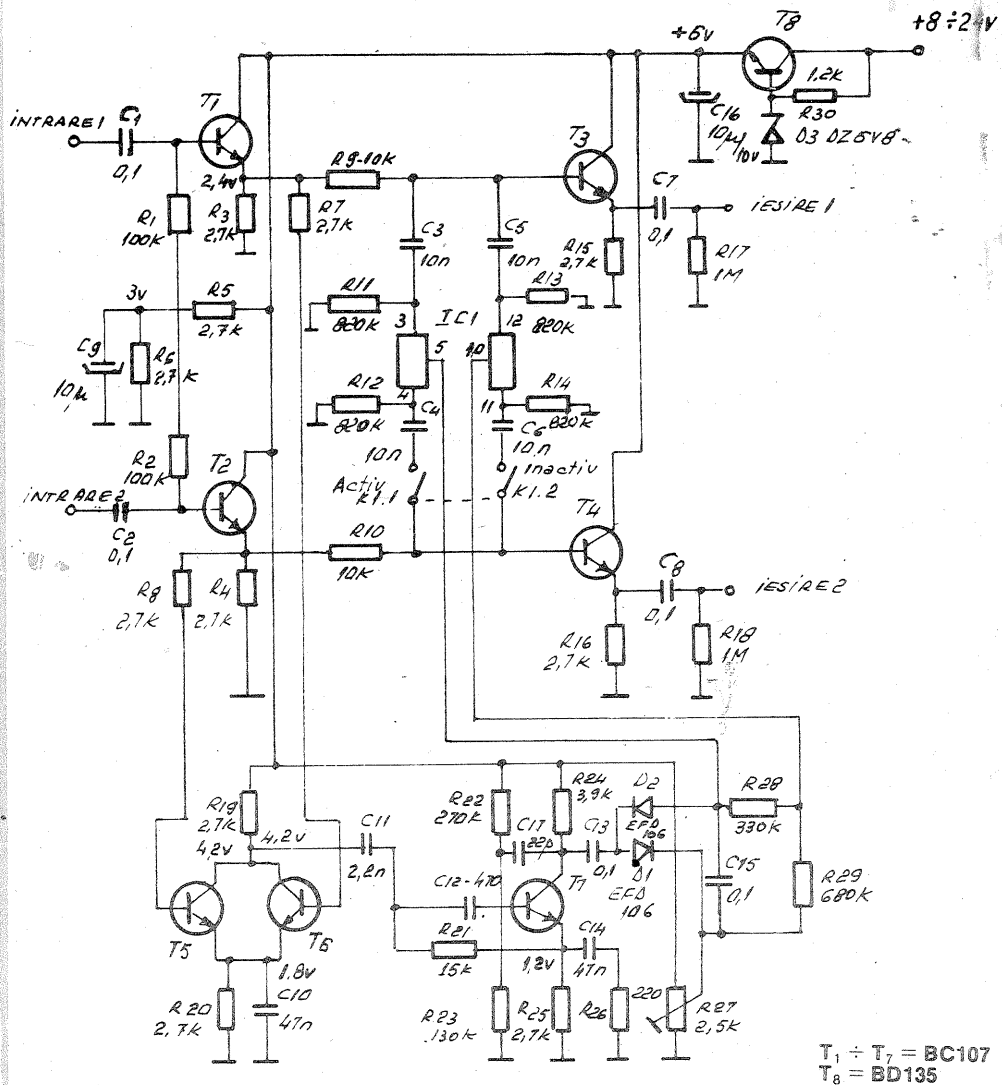 +8÷24V
T8
+6V
1,2K
R30
C16
10µ/10V
D3 DZ6V8
INTRARE 1
C1
0,1
T1
2,4V
R1
100K
R3
2,7K
R7
2,7K
R9-10K
T3
C7
0,1
IESIRE 1
R15
2,7K
R17
1M
C3
10n
C5
10n
3V
R5
2,7K
R11
820K
R13
820K
3
IC1
12
5
10
C9
10µ
R6
2,7K
R12
820K
4
C4
10n
11
R14
820K
C6
10n
Activ
K1.1
Inactiv
K1.2
R2
100K
T2
INTRARE 2
C2
0,1
R10
10K
T4
C8
0,1
IESIRE 2
R8
2,7K
R4
2,7K
R16
2,7K
R18
1M
R19
2,7K
4,2V
4,2V
C11
2,2n
R22
270K
R24
3,9K
C17
22p
C13
0,1
D2
EFD
106
D1
EFD
106
R28
330K
C15
0,1
R29
680K
C12-470
T7
T5
T6
R21
15K
1,2V
C14
47n
1.8V
R20
2,7K
C10
47n
R23
130K
R25
2,7K
R26
220
R27
2,5K
T1 ÷ T7 = BC107
T8 = BD135